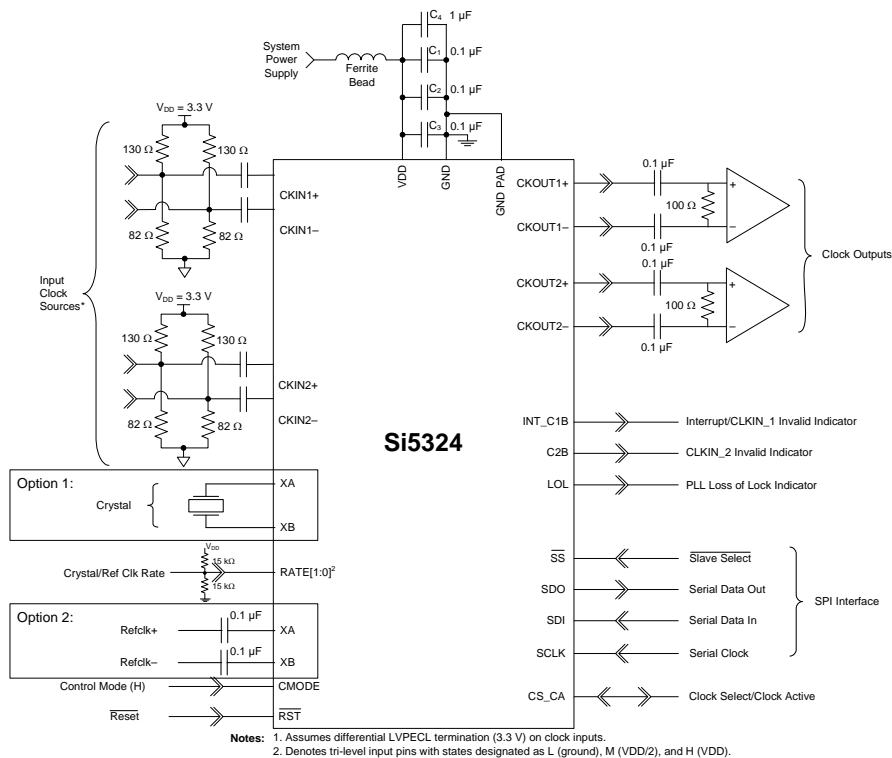 C4 1 µF
System
Power
Supply
Ferrite
Bead
C1 0.1 µF
C2 0.1 µF
C3 0.1 µF
VDD = 3.3 V
130 Ω
130 Ω
82 Ω
82 Ω
CKIN1+
CKIN1–
VDD
GND
GND PAD
CKOUT1+
0.1 µF
100 Ω
+
–
CKOUT1–
0.1 µF
CKOUT2+
0.1 µF
100 Ω
+
–
CKOUT2–
0.1 µF
Clock Outputs
Input
Clock
Sources*
VDD = 3.3 V
130 Ω
130 Ω
82 Ω
82 Ω
CKIN2+
CKIN2–
Si5324
INT_C1B
Interrupt/CLKIN_1 Invalid Indicator
C2B
CLKIN_2 Invalid Indicator
LOL
PLL Loss of Lock Indicator
Option 1:
Crystal
XA
XB
VDD
15 kΩ
Crystal/Ref Clk Rate
RATE[1:0]2
15 kΩ
SS
Slave Select
SDO
Serial Data Out
SDI
Serial Data In
SCLK
Serial Clock
SPI Interface
Option 2:
0.1 µF
Refclk+
XA
0.1 µF
Refclk–
XB
Control Mode (H)
CMODE
CS_CA
Clock Select/Clock Active
Reset
RST
Notes: 1. Assumes differential LVPECL termination (3.3 V) on clock inputs.
2. Denotes tri-level input pins with states designated as L (ground), M (VDD/2), and H (VDD).